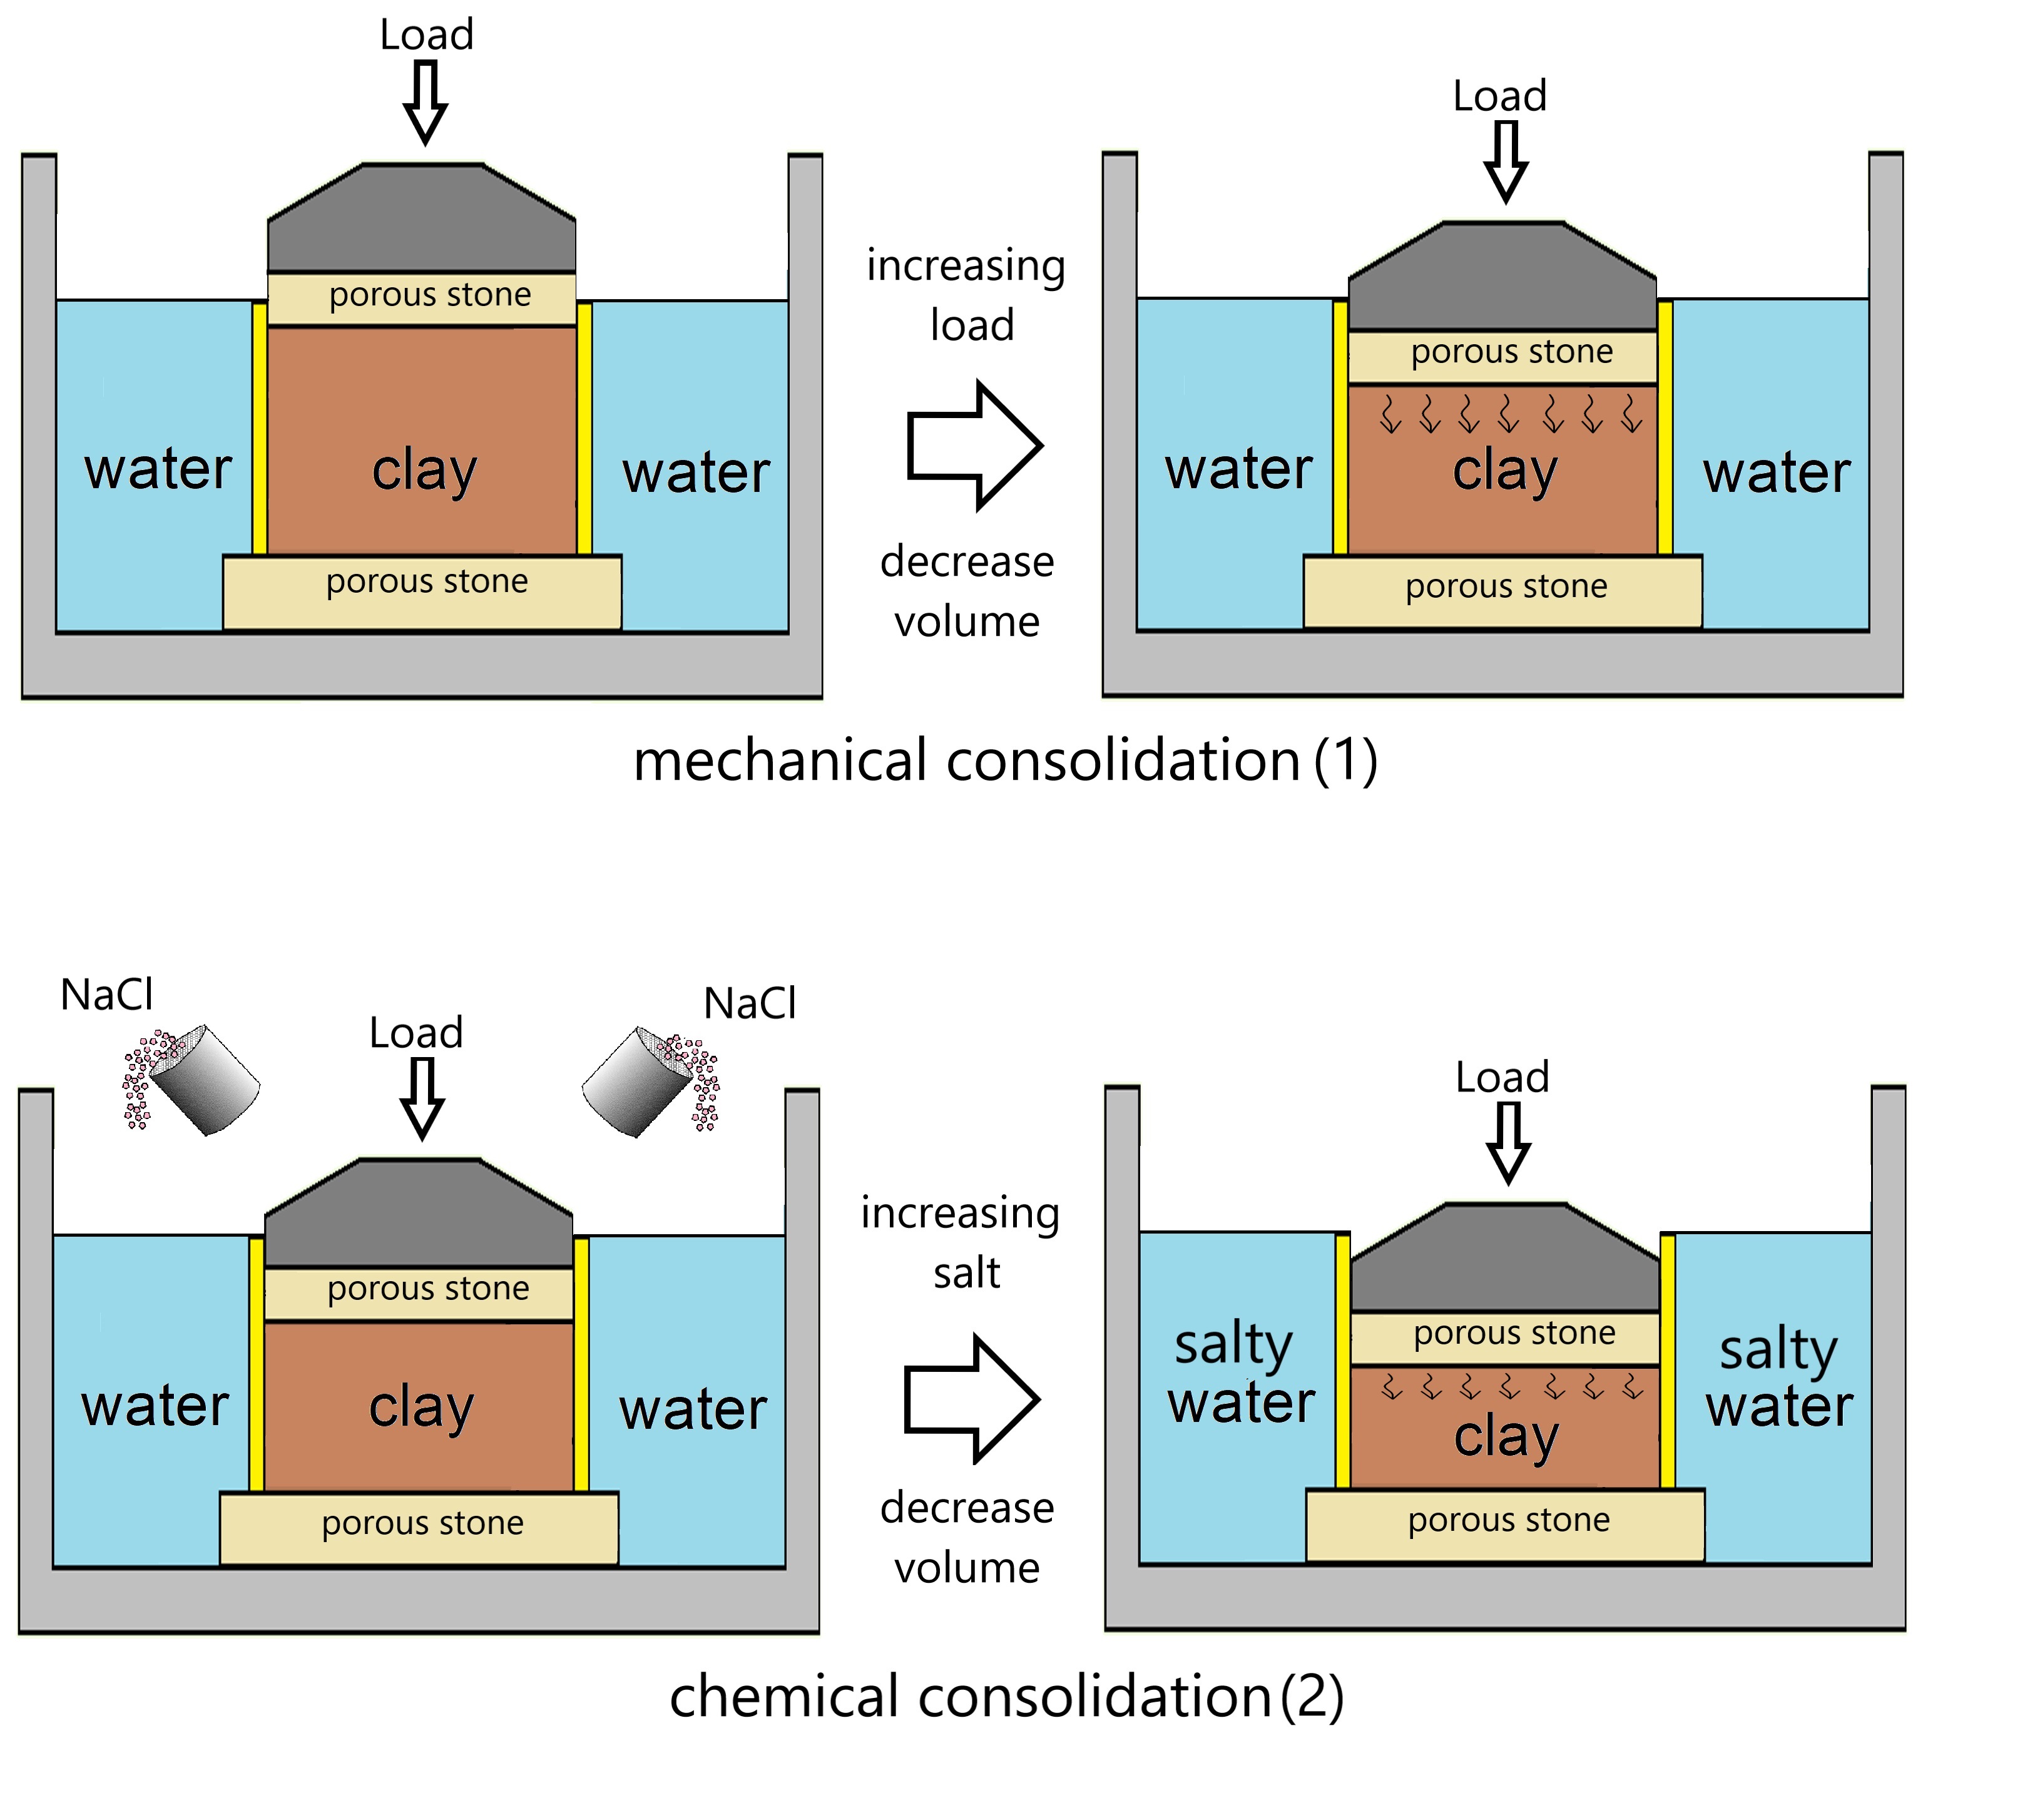 Load
Load
increasing
load
porous stone
porous stone
water
clay
water
water
clay
water
decrease
volume
porous stone
porous stone
mechanical consolidation (1)
NaCl
NaCl
Load
Load
increasing
salt
porous stone
porous stone
water
clay
water
salty
water
clay
salty
water
decrease
volume
porous stone
porous stone
chemical consolidation (2)